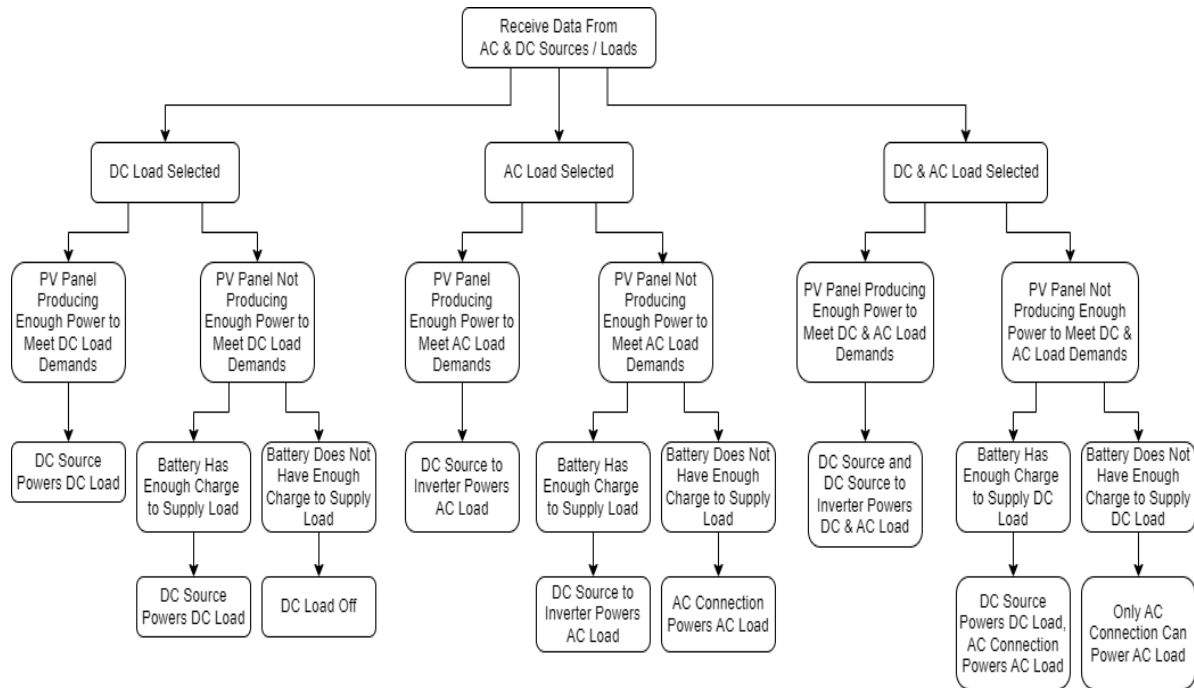 Receive Data From
AC & DC Sources / Loads
DC Load Selected
AC Load Selected
DC & AC Load Selected
PV Panel
Producing
Enough Power to
Meet DC Load
Demands
PV Panel Not
Producing
Enough Power to
Meet DC Load
Demands
PV Panel
Producing
Enough Power to
Meet AC Load
Demands
PV Panel Not
Producing
Enough Power to
Meet AC Load
Demands
PV Panel Producing
Enough Power to
Meet DC & AC Load
Demands
PV Panel Not
Producing Enough
Power to Meet DC &
AC Load Demands
DC Source
Powers DC Load
Battery Has
Enough Charge
to Supply Load
Battery Does Not
Have Enough
Charge to Supply
Load
DC Source to
Inverter Powers
AC Load
Battery Has
Enough Charge
to Supply Load
Battery Does Not
Have Enough
Charge to Supply
Load
DC Source and
DC Source to
Inverter Powers
DC & AC Load
Battery Has
Enough Charge
to Supply DC
Load
Battery Does Not
Have Enough
Charge to Supply
DC Load
DC Source
Powers DC Load
DC Load Off
DC Source to
Inverter Powers
AC Load
AC Connection
Powers AC Load
DC Source
Powers DC Load,
AC Connection
Powers AC Load
Only AC
Connection Can
Power AC Load